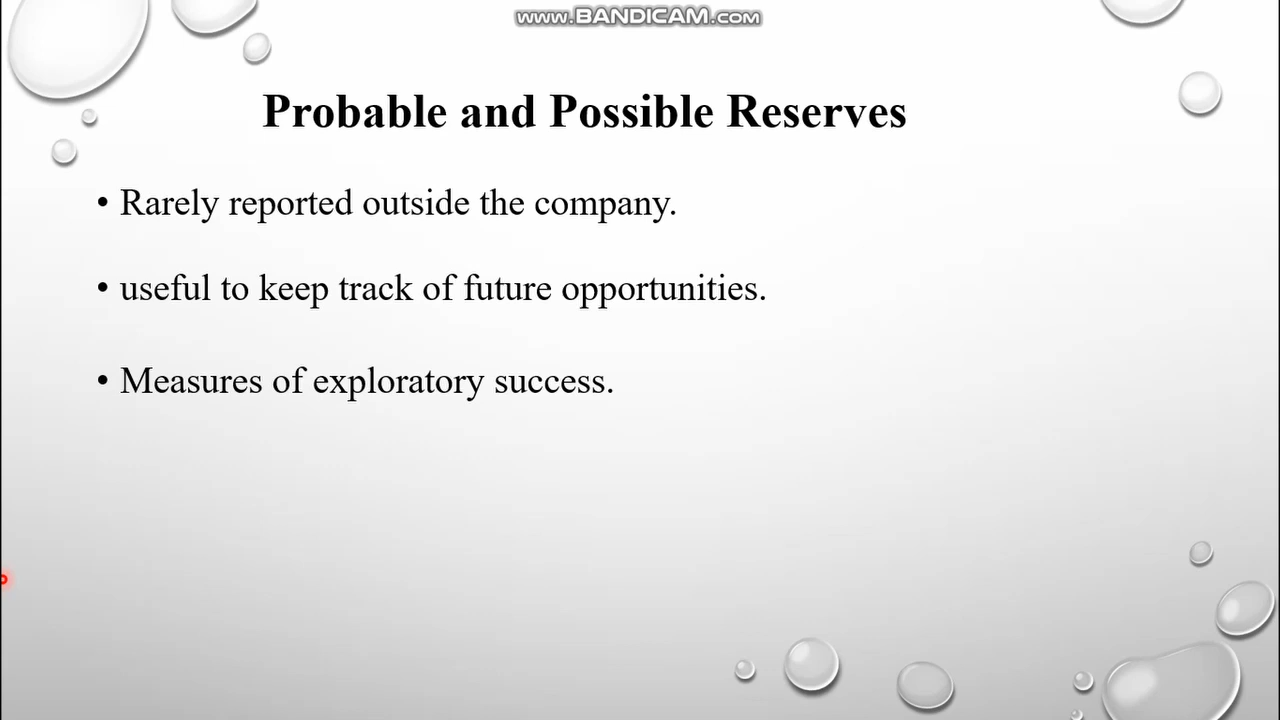 www.BANDICAM.com
Probable and Possible Reserves
• Rarely reported outside the company.
• useful to keep track of future opportunities.
• Measures of exploratory success.